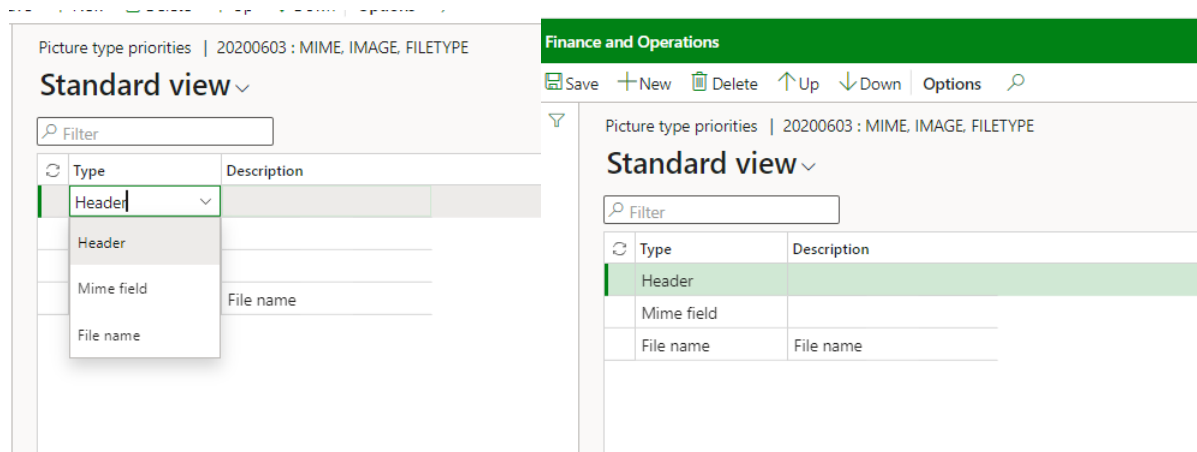 Picture type priorities | 20200603 : MIME, IMAGE, FILETYPE
Standard view
Filter
Type Description
Header
Header
Mime field
File name
File name
Finance and Operations
Save New Delete Up Down Options
Picture type priorities | 20200603 : MIME, IMAGE, FILETYPE
Standard view
Filter
Type Description
Header
Mime field
File name File name